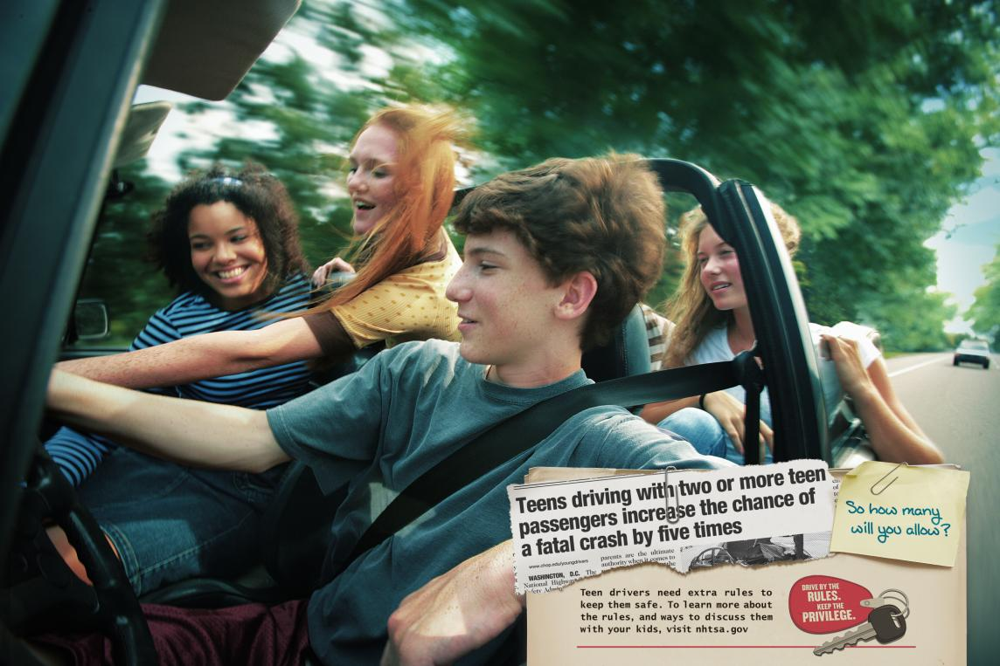 Teens driving with two or more teen
passengers increase the chance of
a fatal crash by five times
www.chop.edu/youngdrivers
WASHINGTON, D.C. The
National Highway
parents are the ultimate
authority when it comes to
So how many
will you allow?
Teen drivers need extra rules to
keep them safe. To learn more about
the rules, and ways to discuss them
with your kids, visit nhtsa.gov
DRIVE BY THE
RULES.
KEEP THE
PRIVILEGE.